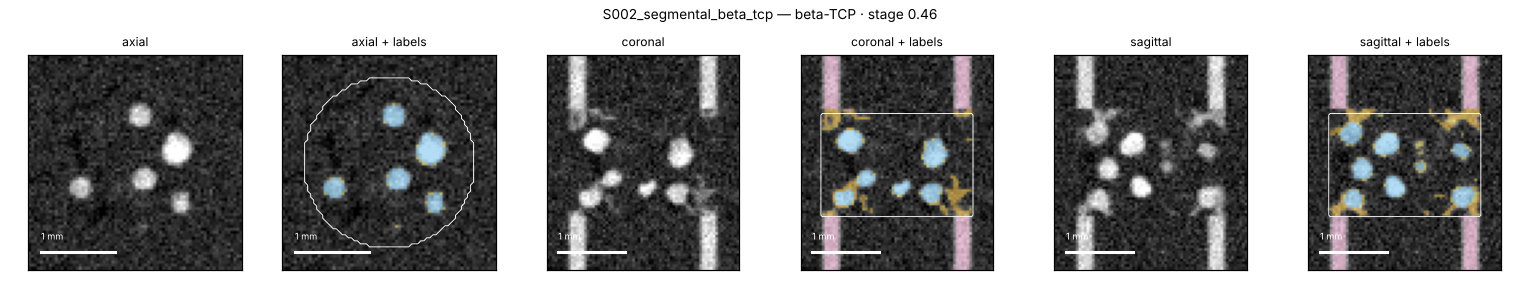 S002_segmental_beta_tcp — beta-TCP · stage 0.46
axial
axial + labels
coronal
coronal + labels
sagittal
sagittal + labels
1 mm
1 mm
1 mm
1 mm
1 mm
1 mm